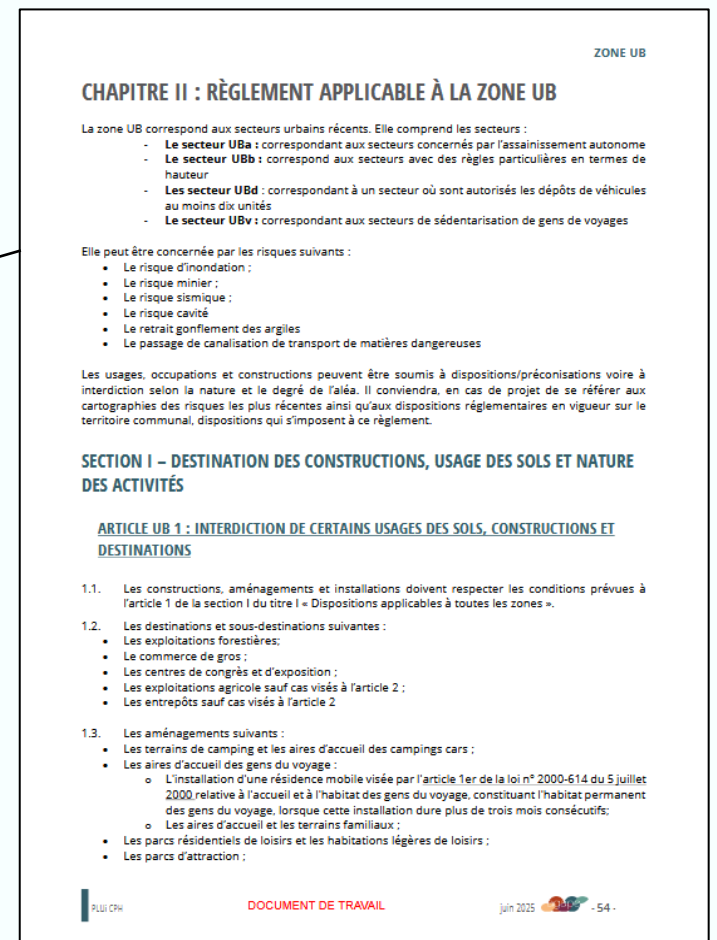 ZONE UB
CHAPITRE II : RÈGLEMENT APPLICABLE À LA ZONE UB
La zone UB correspond aux secteurs urbains récents. Elle comprend les secteurs :
- Le secteur UBa : correspondant aux secteurs concernés par l'assainissement autonome
- Le secteur UBb : correspond aux secteurs avec des règles particulières en termes de
hauteur
- Les secteur UBd : correspondant à un secteur où sont autorisés les dépôts de véhicules
au moins dix unités
- Le secteur UBv : correspondant aux secteurs de sédentarisation de gens de voyages
Elle peut être concernée par les risques suivants :
• Le risque d'inondation ;
• Le risque minier ;
• Le risque sismique ;
• Le risque cavité
• Le retrait gonflement des argiles
• Le passage de canalisation de transport de matières dangereuses
Les usages, occupations et constructions peuvent être soumis à dispositions/préconisations voire à
interdiction selon la nature et le degré de l'aléa. Il conviendra, en cas de projet de se référer aux
cartographies des risques les plus récentes ainsi qu'aux dispositions réglementaires en vigueur sur le
territoire communal, dispositions qui s'imposent à ce règlement.
SECTION I – DESTINATION DES CONSTRUCTIONS, USAGE DES SOLS ET NATURE
DES ACTIVITÉS
ARTICLE UB 1 : INTERDICTION DE CERTAINS USAGES DES SOLS, CONSTRUCTIONS ET
DESTINATIONS
1.1. Les constructions, aménagements et installations doivent respecter les conditions prévues à
l'article 1 de la section I du titre I « Dispositions applicables à toutes les zones ».
1.2. Les destinations et sous-destinations suivantes :
• Les exploitations forestières;
• Le commerce de gros ;
• Les centres de congrès et d'exposition ;
• Les exploitations agricole sauf cas visés à l'article 2 ;
• Les entrepôts sauf cas visés à l'article 2
1.3. Les aménagements suivants :
• Les terrains de camping et les aires d'accueil des campings cars ;
• Les aires d'accueil des gens du voyage :
o L'installation d'une résidence mobile visée par l'article 1er de la loi n° 2000-614 du 5 juillet
2000 relative à l'accueil et à l'habitat des gens du voyage, constituant l'habitat permanent
des gens du voyage, lorsque cette installation dure plus de trois mois consécutifs;
o Les aires d'accueil et les terrains familiaux ;
• Les parcs résidentiels de loisirs et les habitations légères de loisirs ;
• Les parcs d'attraction ;
PLUi CPH DOCUMENT DE TRAVAIL juin 2025 - 54 -